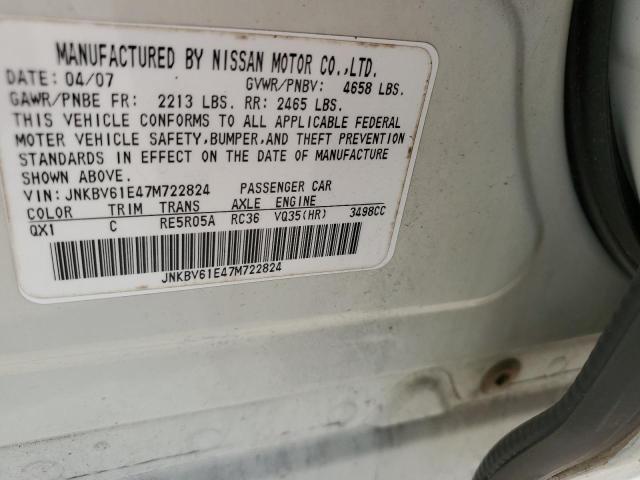 MANUFACTURED BY NISSAN MOTOR CO.,LTD.
DATE: 04/07 GVWR/PNBV: 4658 LBS.
GAWR/PNBE FR: 2213 LBS. RR: 2465 LBS.
THIS VEHICLE CONFORMS TO ALL APPLICABLE FEDERAL
MOTER VEHICLE SAFETY,BUMPER,AND THEFT PREVENTION
STANDARDS IN EFFECT ON THE DATE OF MANUFACTURE
SHOWN ABOVE.
VIN: JNKBV61E47M722824 PASSENGER CAR
COLOR TRIM TRANS AXLE ENGINE
QX1 C RE5R05A RC36 VQ35(HR) 3498CC
JNKBV61E47M722824